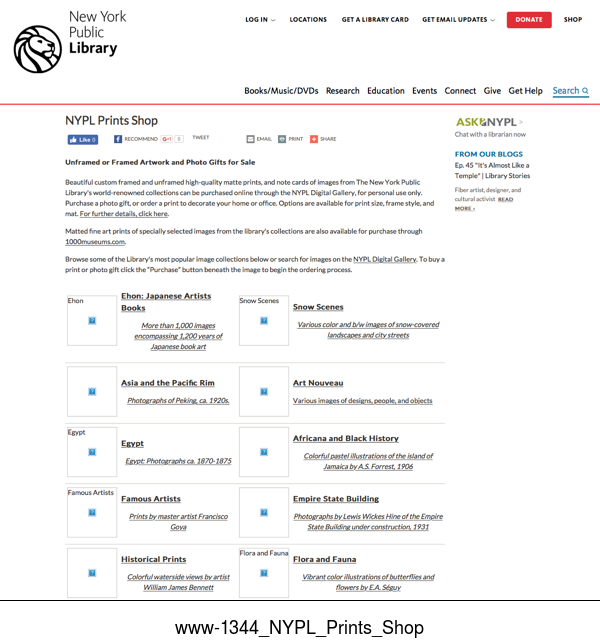 New York
Public
Library
LOG IN
LOCATIONS
GET A LIBRARY CARD
GET EMAIL UPDATES
DONATE
SHOP
Books/Music/DVDs
Research
Education
Events
Connect
Give
Get Help
Search
NYPL Prints Shop
Like 0
RECOMMEND
G+1 0
TWEET
EMAIL
PRINT
SHARE
Unframed or Framed Artwork and Photo Gifts for Sale
Beautiful custom framed and unframed high-quality matte prints, and note cards of images from The New York Public
Library's world-renowned collections can be purchased online through the NYPL Digital Gallery, for personal use only.
Purchase a photo gift, or order a print to decorate your home or office. Options are available for print size, frame style, and
mat. For further details, click here.
Matted fine art prints of specially selected images from the library's collections are also available for purchase through
1000museums.com.
Browse some of the Library's most popular image collections below or search for images on the NYPL Digital Gallery. To buy a
print or photo gift click the "Purchase" button beneath the image to begin the ordering process.
Ehon
Ehon: Japanese Artists
Books
More than 1,000 images
encompassing 1,200 years of
Japanese book art
Snow Scenes
Snow Scenes
Various color and b/w images of snow-covered
landscapes and city streets
Asia and the Pacific Rim
Photographs of Peking, ca. 1920s.
Art Nouveau
Various images of designs, people, and objects
Egypt
Egypt
Egypt: Photographs ca. 1870-1875
Africana and Black History
Colorful pastel illustrations of the island of
Jamaica by A.S. Forrest, 1906
Famous Artists
Famous Artists
Prints by master artist Francisco
Goya
Empire State Building
Photographs by Lewis Wickes Hine of the Empire
State Building under construction, 1931
Historical Prints
Colorful waterside views by artist
William James Bennett
Flora and Fauna
Flora and Fauna
Vibrant color illustrations of butterflies and
flowers by E.A. Séguy
ASK NYPL >
Chat with a librarian now
FROM OUR BLOGS
Ep. 45 "It's Almost Like a
Temple" | Library Stories
Fiber artist, designer, and
cultural activist READ
MORE ›
www-1344_NYPL_Prints_Shop